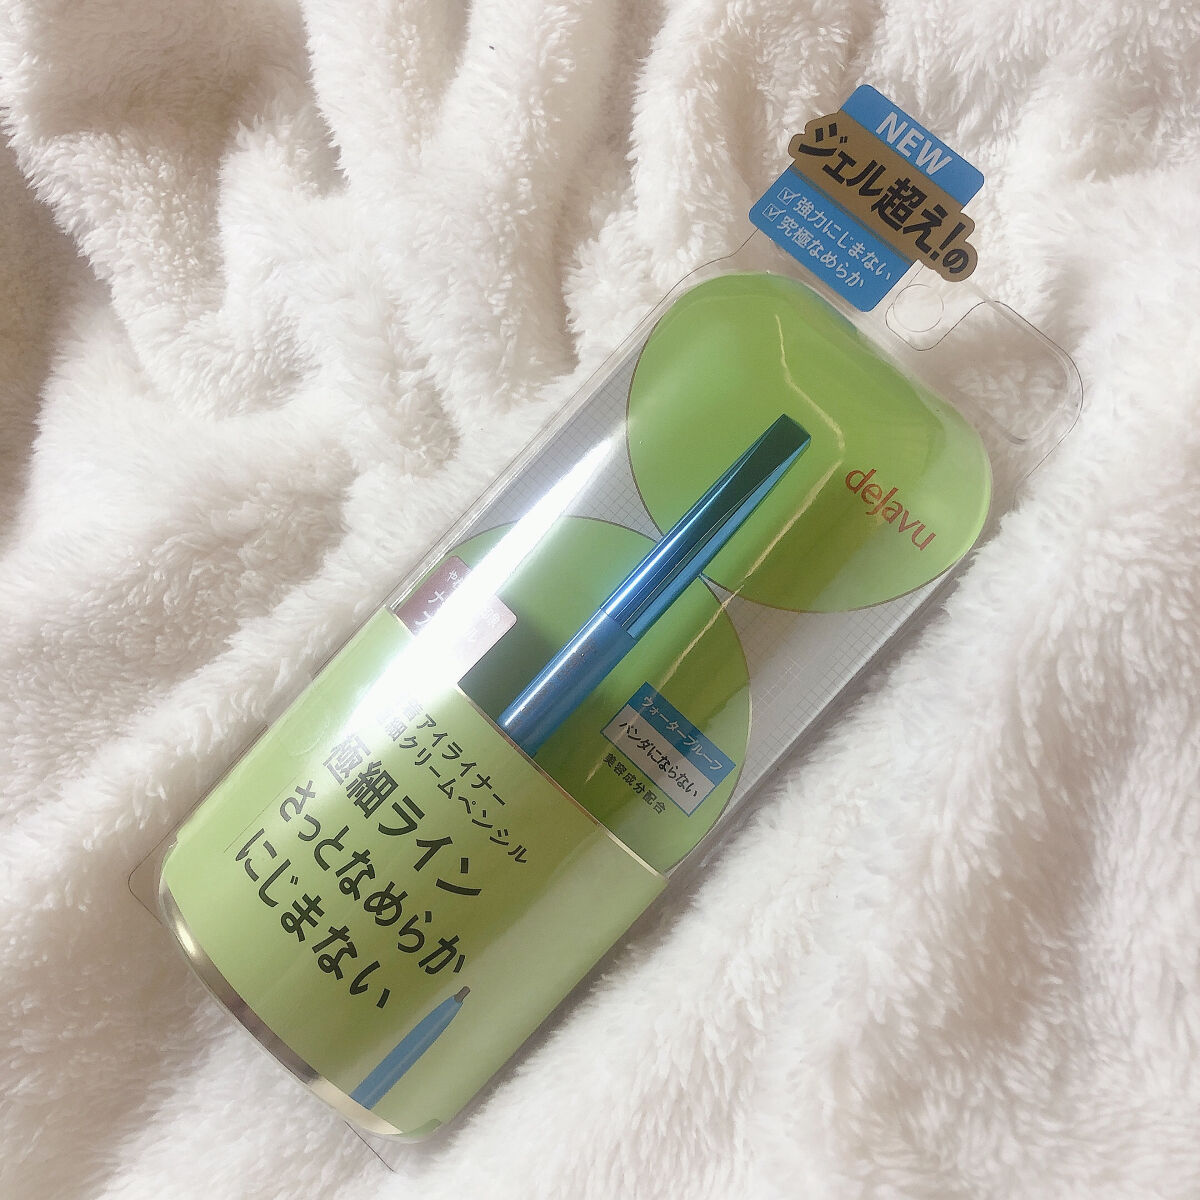 NEW
ジェル超え!の
強力ににじまない
究極なめらか
dejavu
ウォータープルーフ
パンダにならない
美容成分配合
着アイライナー
細クリームペンシル
極細ライン
さっとなめらか
にじまない